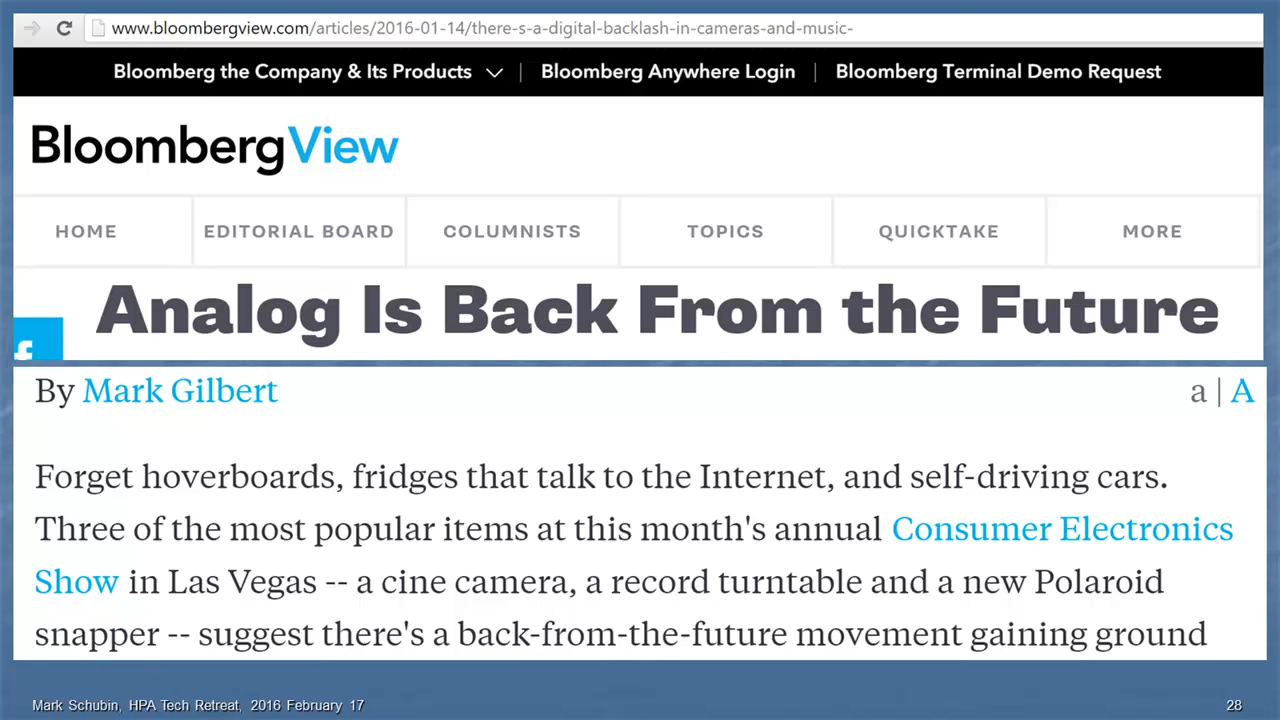 www.bloombergview.com/articles/2016-01-14/there-s-a-digital-backlash-in-cameras-and-music-
Bloomberg the Company & Its Products | Bloomberg Anywhere Login | Bloomberg Terminal Demo Request
BloombergView
HOME EDITORIAL BOARD COLUMNISTS TOPICS QUICKTAKE MORE
Analog Is Back From the Future
f
By Mark Gilbert a | A
Forget hoverboards, fridges that talk to the Internet, and self-driving cars.
Three of the most popular items at this month's annual Consumer Electronics
Show in Las Vegas -- a cine camera, a record turntable and a new Polaroid
snapper -- suggest there's a back-from-the-future movement gaining ground
Mark Schubin, HPA Tech Retreat, 2016 February 17 28